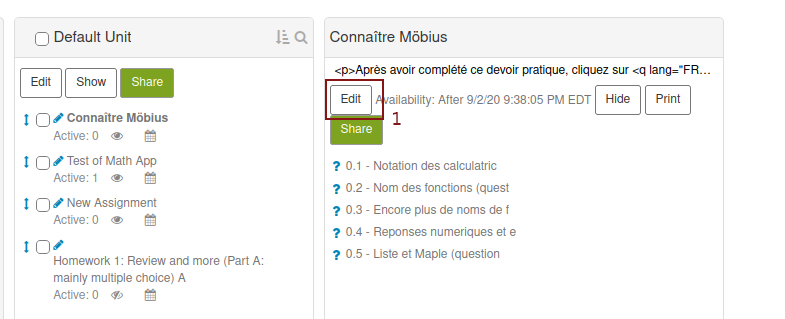 Default Unit
Edit
Show
Share
Connaître Möbius
Active: 0
Test of Math App
Active: 1
New Assignment
Active: 0
Homework 1: Review and more (Part A:
mainly multiple choice) A
Active: 0
Connaître Möbius
<p>Après avoir complété ce devoir pratique, cliquez sur <q lang="FR...
Edit
Availability: After 9/2/20 9:38:05 PM EDT
Hide
Print
1
Share
? 0.1 - Notation des calculatric
? 0.2 - Nom des fonctions (quest
? 0.3 - Encore plus de noms de f
? 0.4 - Reponses numeriques et e
? 0.5 - Liste et Maple (question